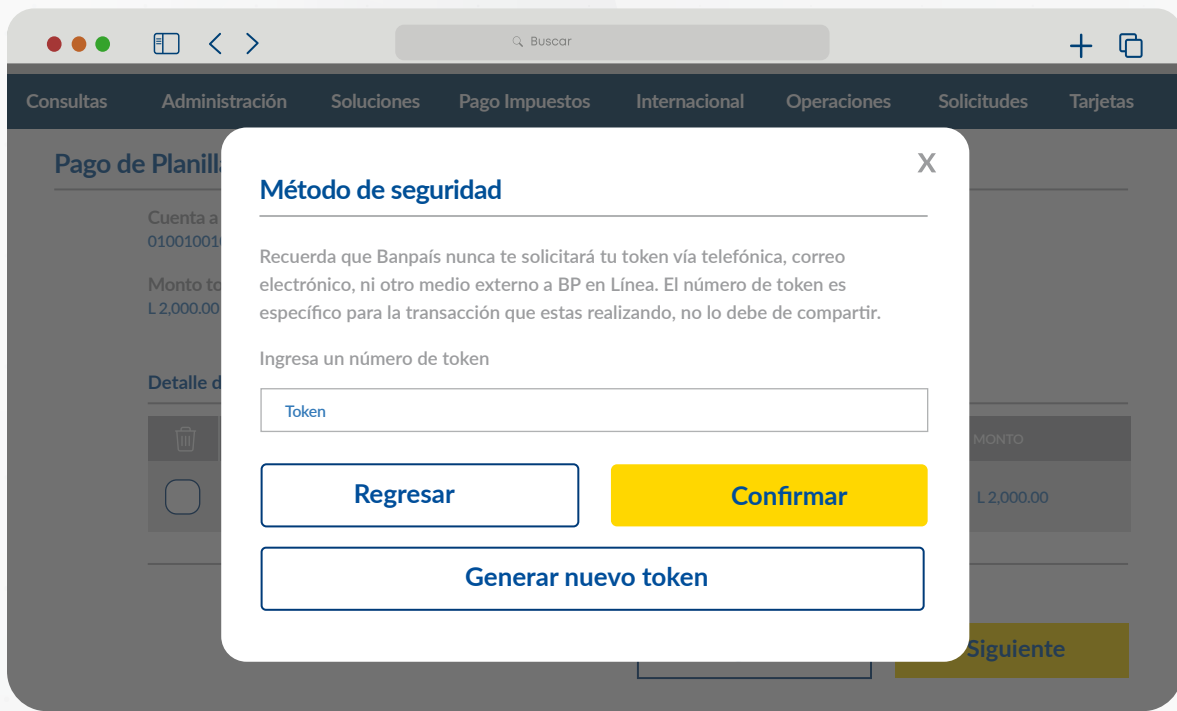 Buscar
Consultas Administración Soluciones Pago Impuestos Internacional Operaciones Solicitudes Tarjetas
Pago de
X
Método de seguridad
Cuenta a
Recuerda que Banpaís nunca te solicitará tu token vía telefónica, correo
electrónico, ni otro medio externo a BP en Línea. El número de token es
específico para la transacción que estas realizando, no lo debe de compartir.
Monto
L 2,000.00
Ingresa un número de token
Detalle
Token
MONTO
Regresar Confirmar
L 2,000.00
Generar nuevo token
Siguiente